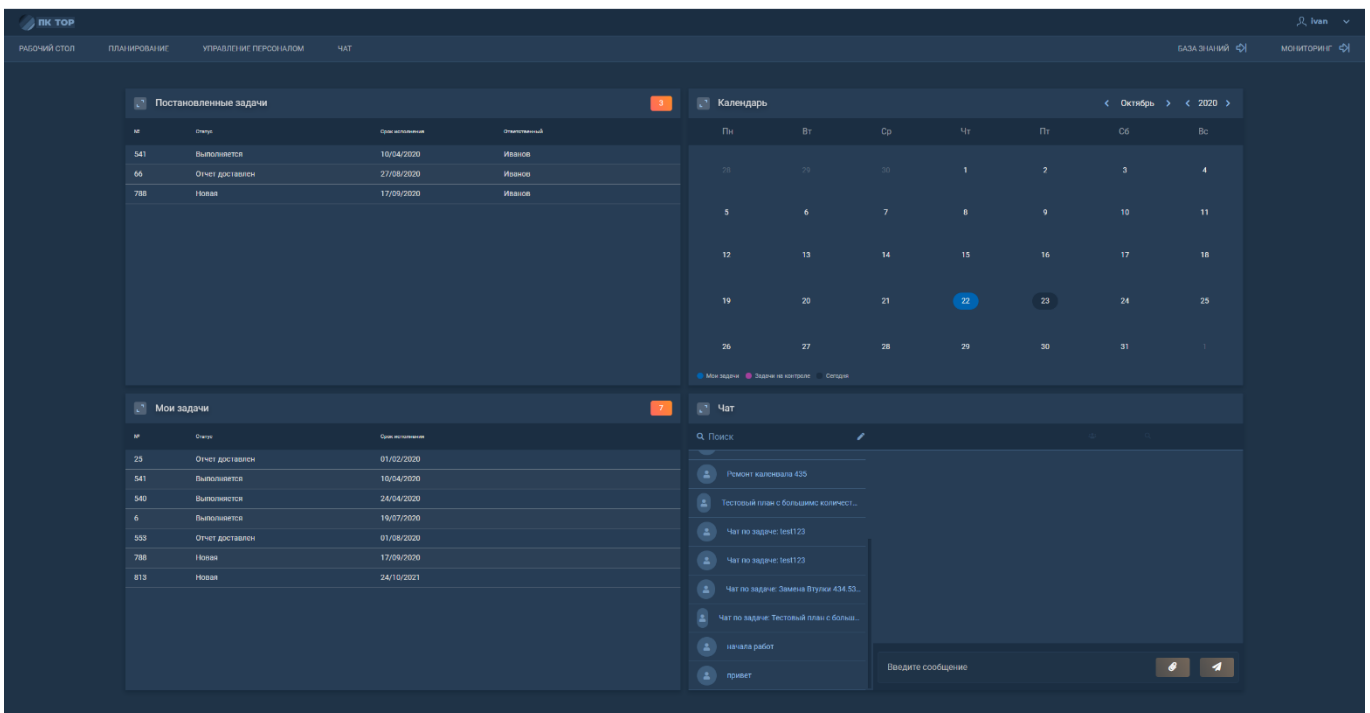 ПК ТОР
ivan
РАБОЧИЙ СТОЛ ПЛАНИРОВАНИЕ УПРАВЛЕНИЕ ПЕРСОНАЛОМ ЧАТ БАЗА ЗНАНИЙ МОНИТОРИНГ
Постановленные задачи 3
№ Статус Срок исполнения Ответственный
541 Выполняется 10/04/2020 Иванов
66 Отчет доставлен 27/08/2020 Иванов
788 Новая 17/09/2020 Иванов
Календарь Октябрь 2020
Пн Вт Ср Чт Пт Сб Вс
28 29 30 1 2 3 4
5 6 7 8 9 10 11
12 13 14 15 16 17 18
19 20 21 22 23 24 25
26 27 28 29 30 31 1
Мои задачи Задачи на контроле Сегодня
Мои задачи 7
№ Статус Срок исполнения
25 Отчет доставлен 01/02/2020
541 Выполняется 10/04/2020
540 Выполняется 24/04/2020
6 Выполняется 19/07/2020
553 Отчет доставлен 01/08/2020
788 Новая 17/09/2020
813 Новая 24/10/2021
Чат
Поиск
Ремонт каленвала 435
Тестовый план с большимс количест...
Чат по задаче: test123
Чат по задаче: test123
Чат по задаче: Замена Втулки 434.53...
Чат по задаче: Тестовый план с больш...
начала работ
привет
Введите сообщение